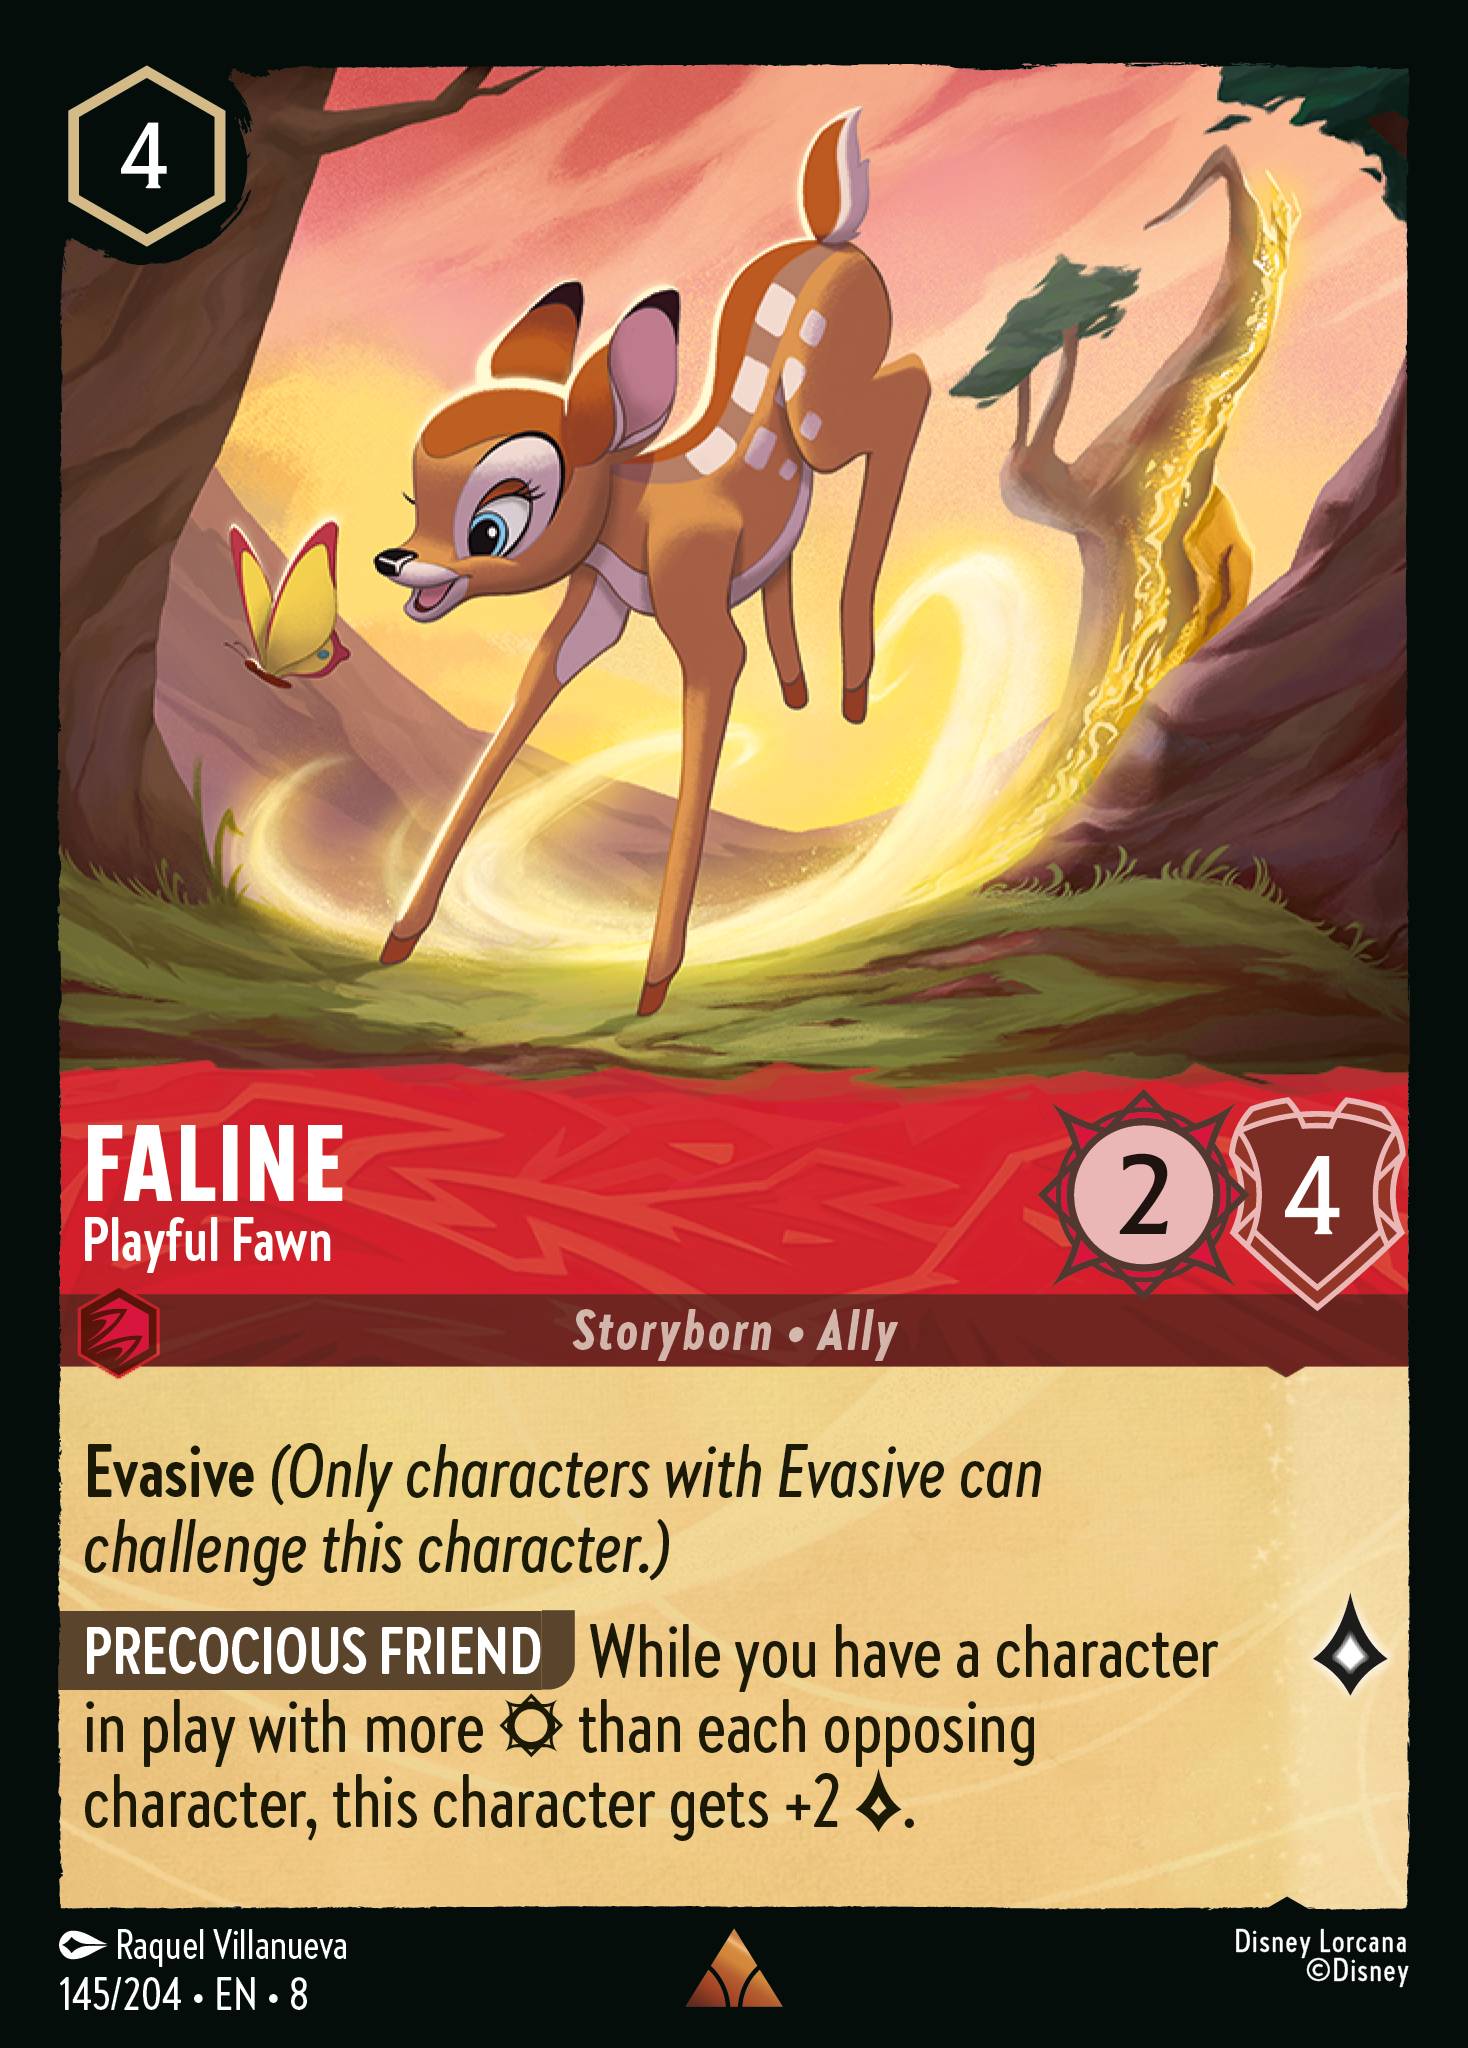 4
FALINE
Playful Fawn
2 4
Storyborn • Ally
Evasive (Only characters with Evasive can
challenge this character.)
PRECOCIOUS FRIEND While you have a character
in play with more than each opposing
character, this character gets +2 .
Raquel Villanueva
145/204 • EN • 8
Disney Lorcana
©Disney